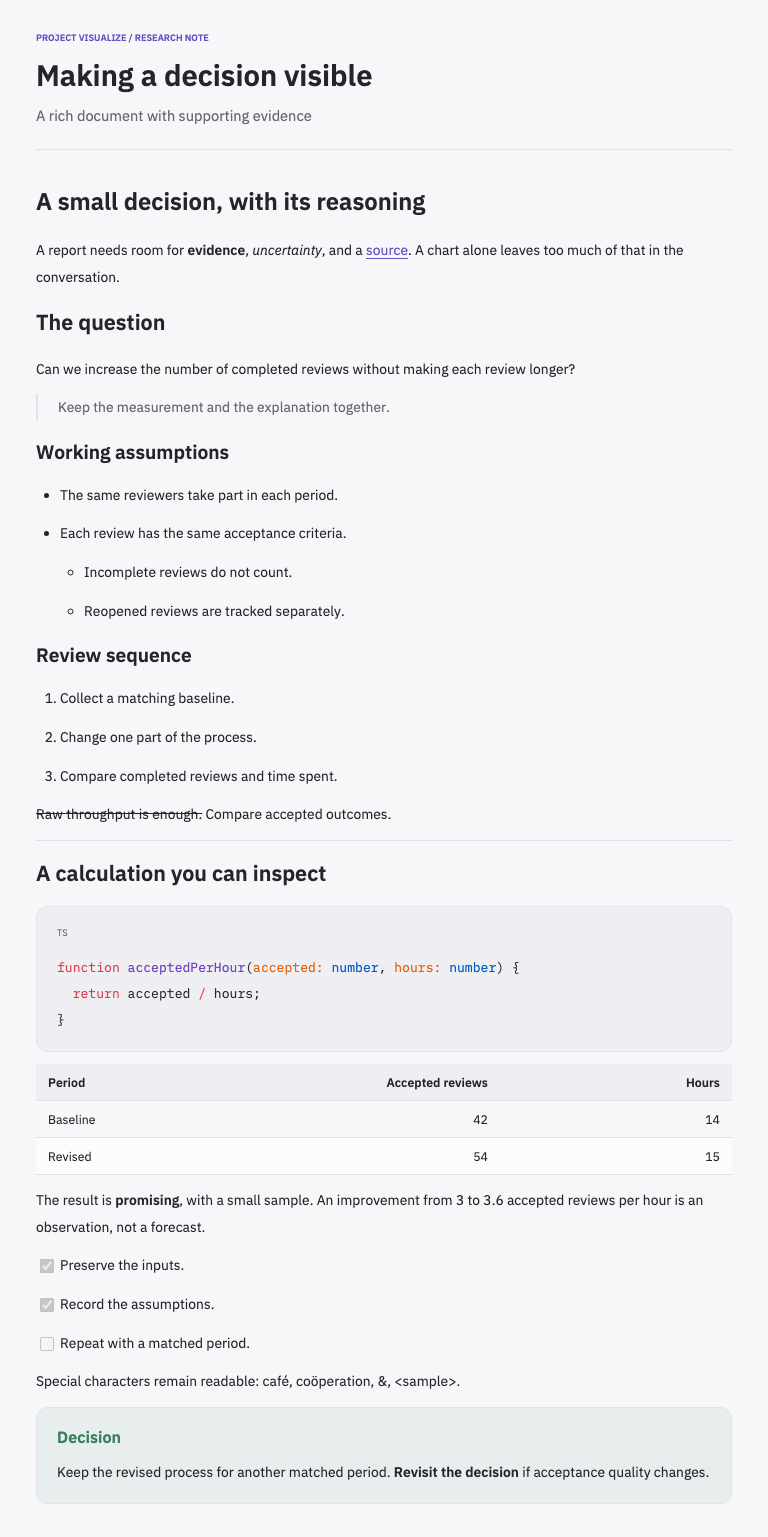 PROJECT VISUALIZE / RESEARCH NOTE
Making a decision visible
A rich document with supporting evidence
A small decision, with its reasoning
A report needs room for evidence, uncertainty, and a source. A chart alone leaves too much of that in the
conversation.
The question
Can we increase the number of completed reviews without making each review longer?
Keep the measurement and the explanation together.
Working assumptions
The same reviewers take part in each period.
Each review has the same acceptance criteria.
Incomplete reviews do not count.
Reopened reviews are tracked separately.
Review sequence
1. Collect a matching baseline.
2. Change one part of the process.
3. Compare completed reviews and time spent.
Raw throughput is enough. Compare accepted outcomes.
A calculation you can inspect
TS
function acceptedPerHour(accepted: number, hours: number) {
  return accepted / hours;
}
Period Accepted reviews Hours
Baseline 42 14
Revised 54 15
The result is promising, with a small sample. An improvement from 3 to 3.6 accepted reviews per hour is an
observation, not a forecast.
Preserve the inputs.
Record the assumptions.
Repeat with a matched period.
Special characters remain readable: café, coöperation, &, <sample>.
Decision
Keep the revised process for another matched period. Revisit the decision if acceptance quality changes.